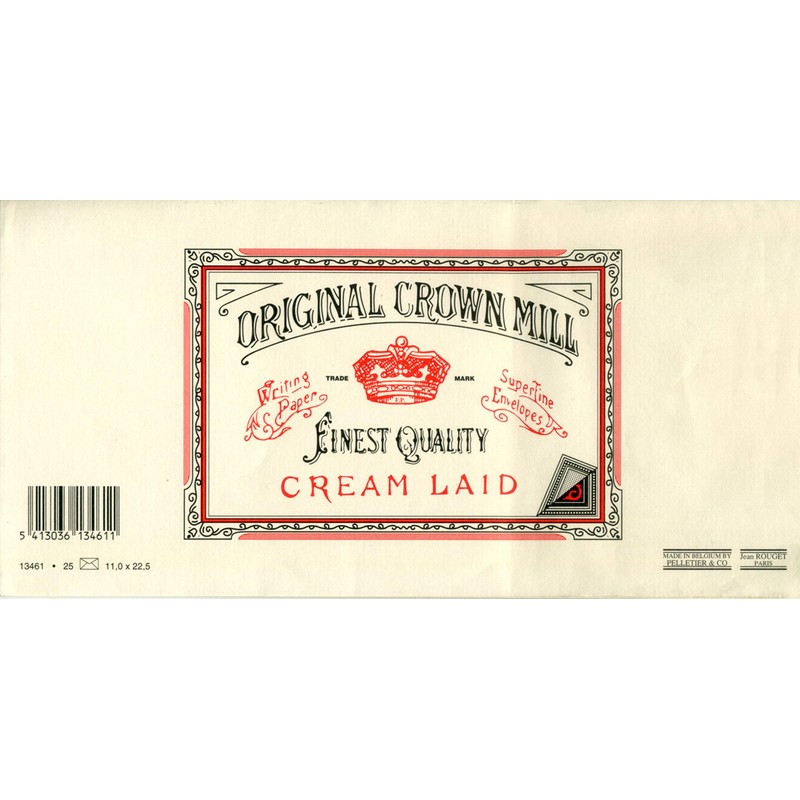 ORIGINAL CROWN MILL
TRADE MARK
Writing
Paper
Superfine
Envelopes
FINEST QUALITY
CREAM LAID
5 413036 134611
13461 • 25 11,0 x 22,5
MADE IN BELGIUM BY
PELLETIER & CO
Jean ROUGET
PARIS